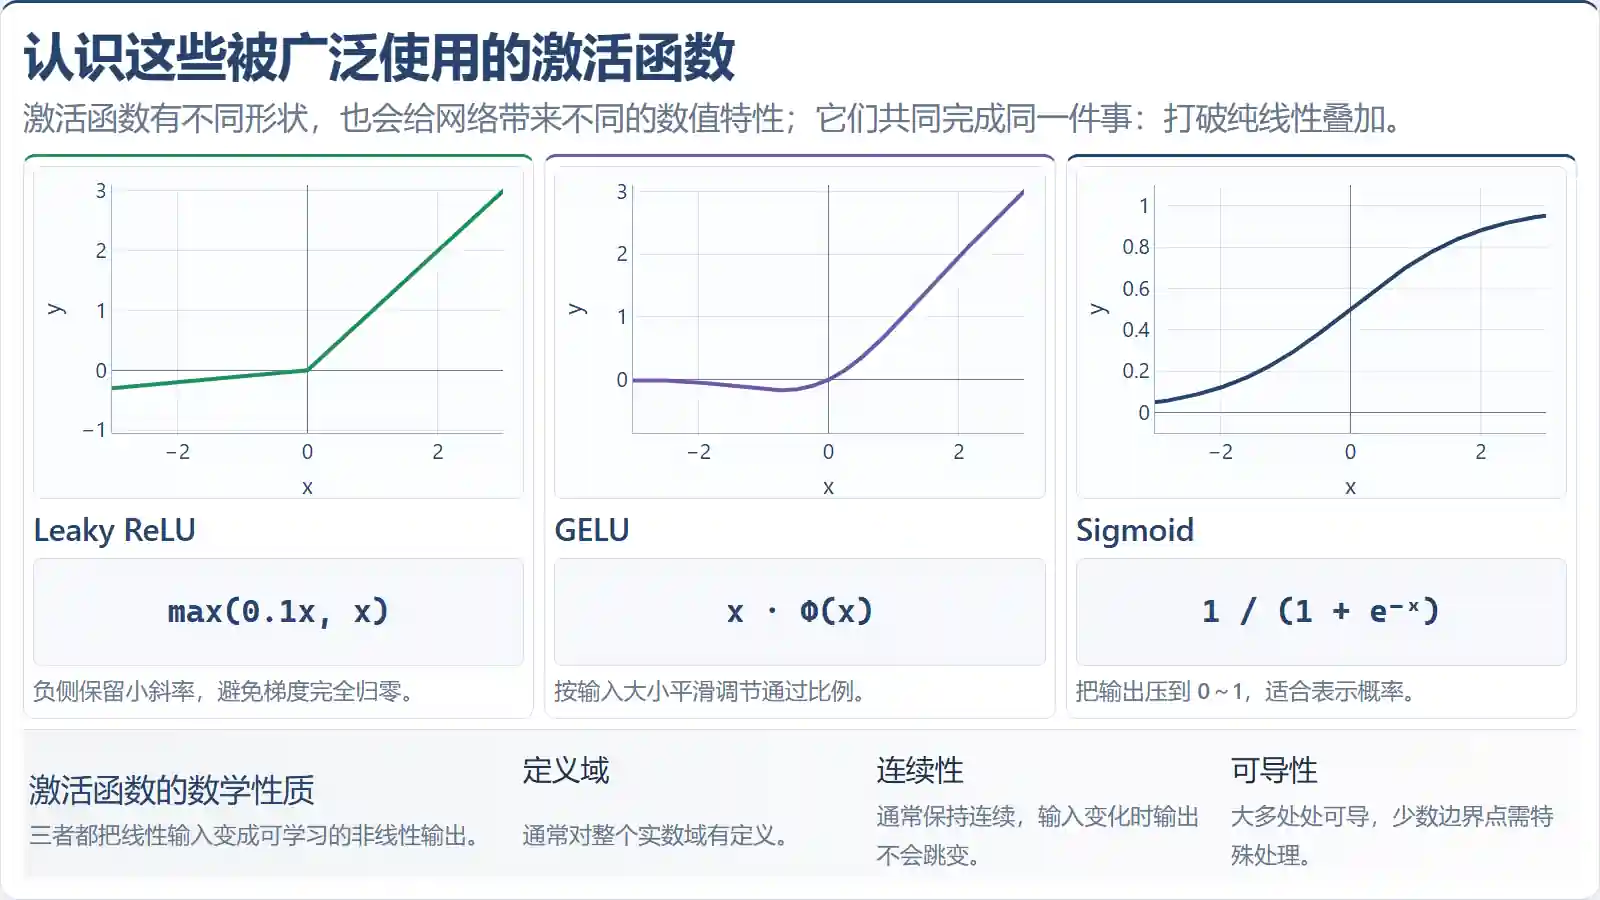 认识这些被广泛使用的激活函数
激活函数有不同形状，也会给网络带来不同的数值特性；它们共同完成同一件事：打破纯线性叠加。
3
2
1
0
−1
y
−2
0
2
x
Leaky ReLU
max(0.1x, x)
负侧保留小斜率，避免梯度完全归零。
3
2
1
0
y
−2
0
2
x
GELU
x · Φ(x)
按输入大小平滑调节通过比例。
1
0.8
0.6
0.4
0.2
0
y
−2
0
2
x
Sigmoid
1 / (1 + e⁻ˣ)
把输出压到 0～1，适合表示概率。
激活函数的数学性质
三者都把线性输入变成可学习的非线性输出。
定义域
通常对整个实数域有定义。
连续性
通常保持连续，输入变化时输出
不会跳变。
可导性
大多处处可导，少数边界点需特
殊处理。